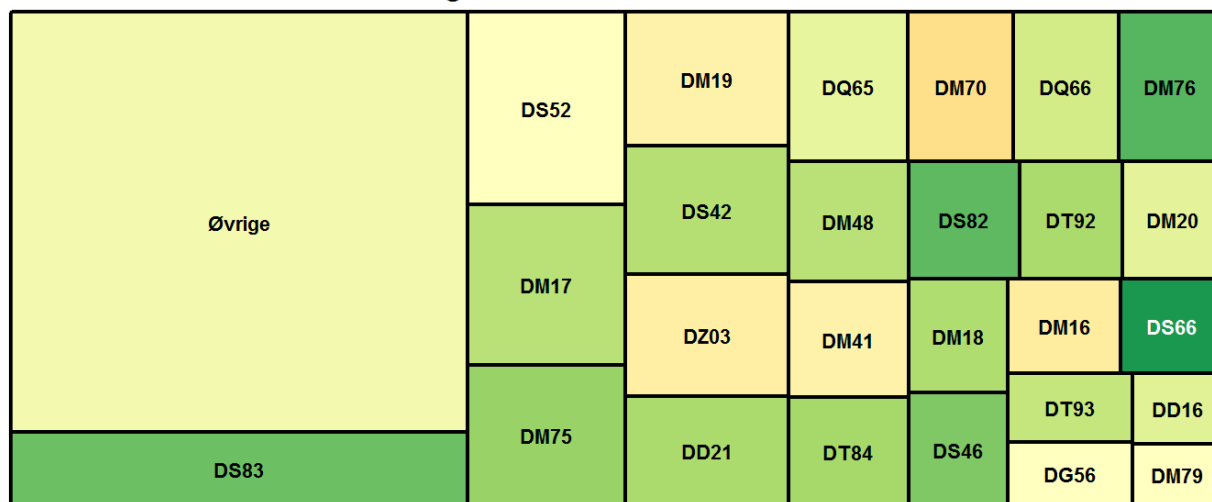 Øvrige
DS83
DS52
DM17
DM75
DM19
DS42
DZ03
DD21
DQ65
DM48
DM41
DT84
DM70
DQ66
DM76
DS82
DT92
DM20
DM18
DS46
DM16
DS66
DT93
DD16
DG56
DM79